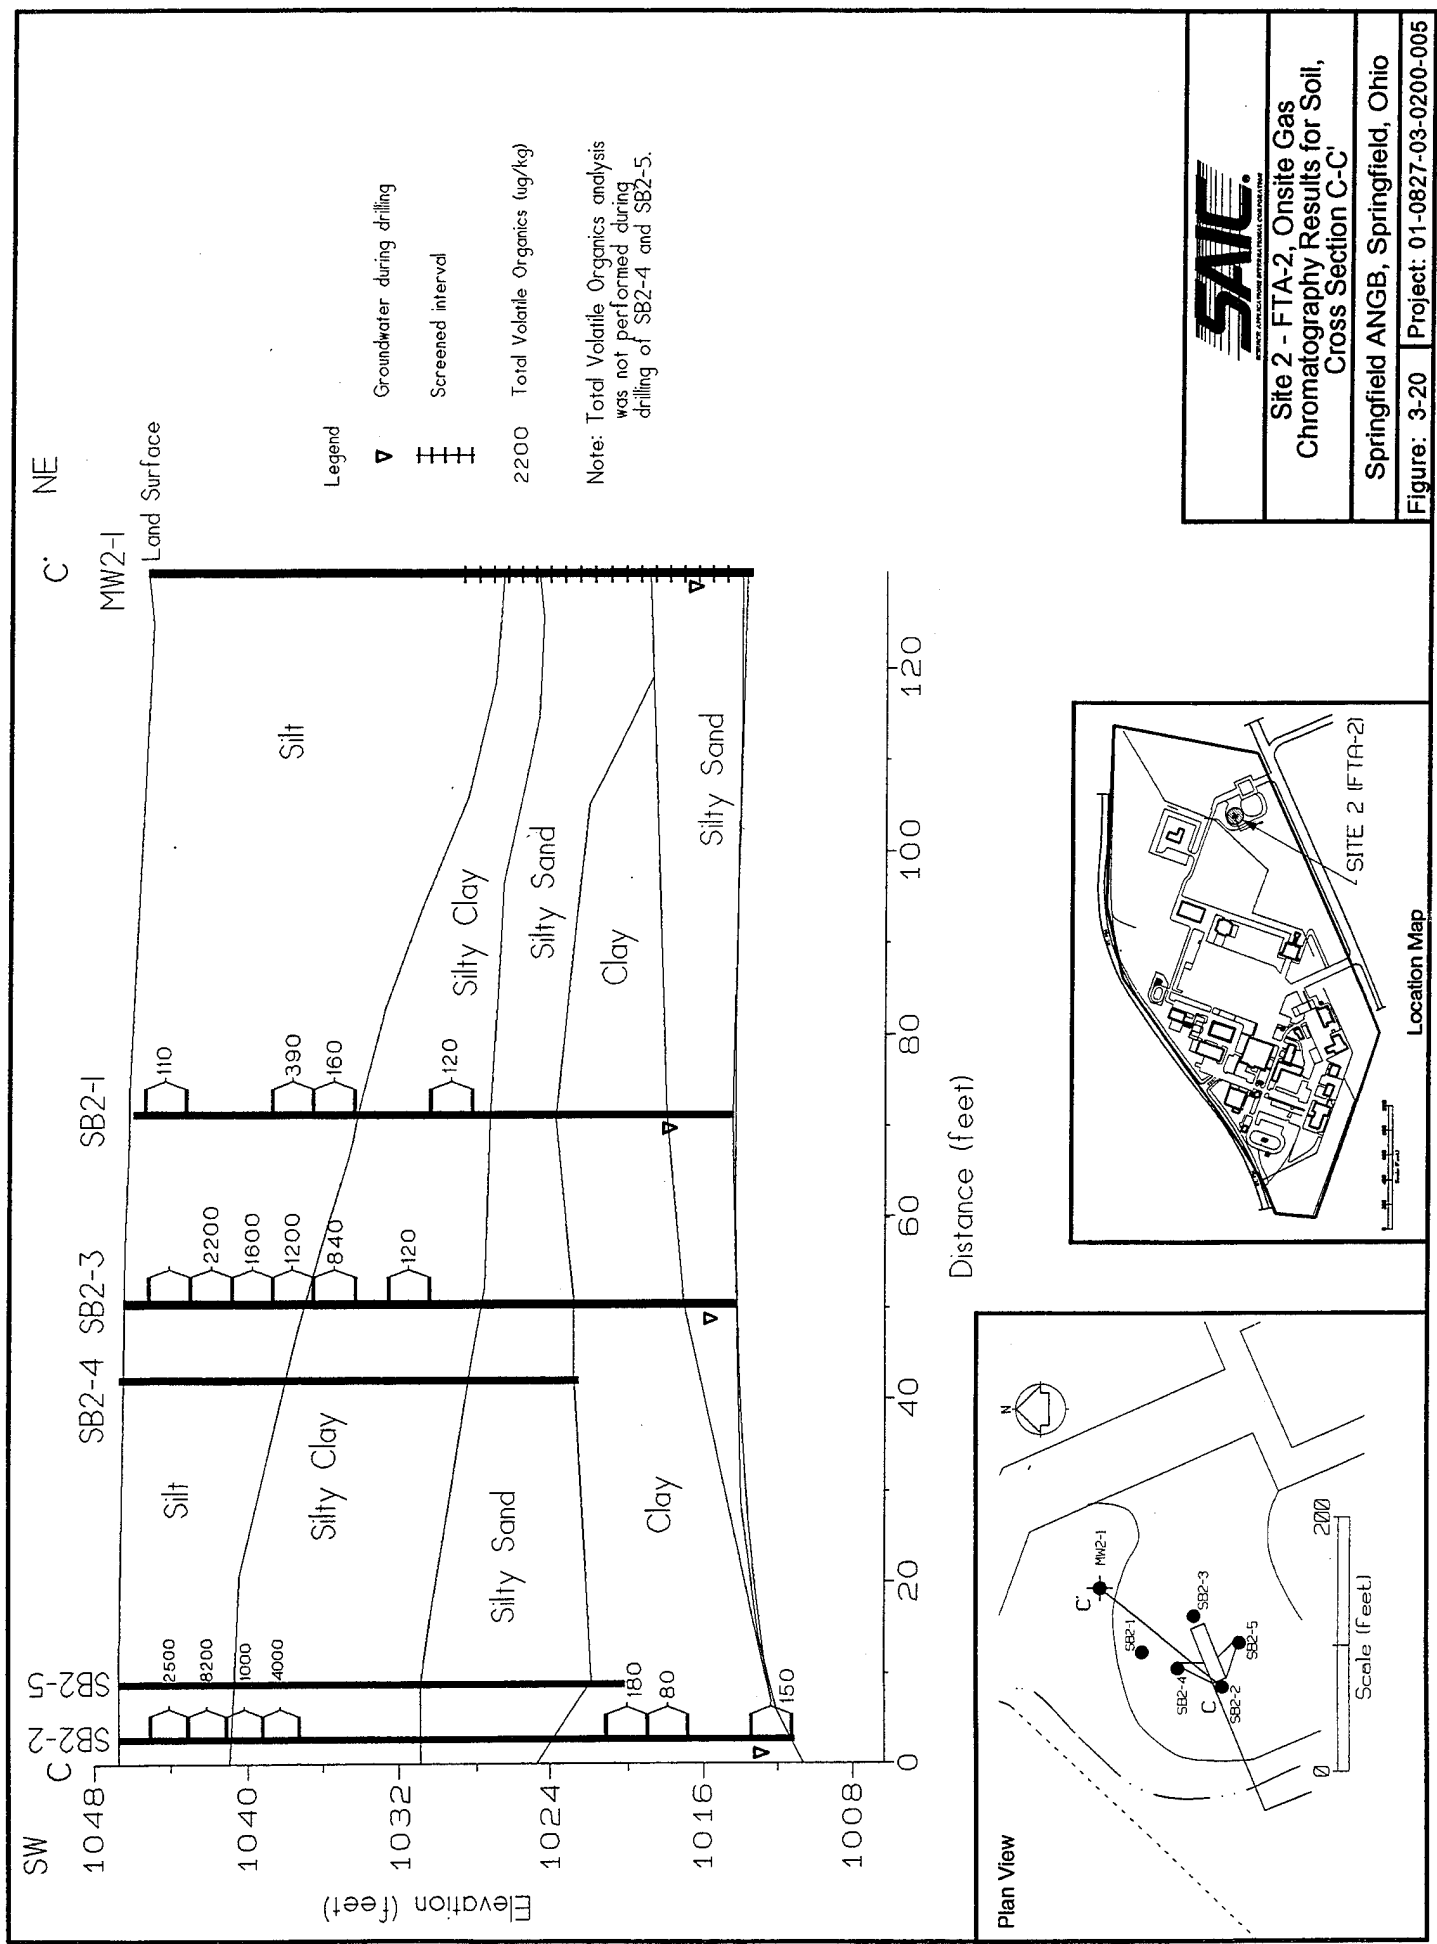 SW
C
C'
NE
SB2-2
SB2-5
SB2-4
SB2-3
SB2-1
MW2-1
Land Surface
1048
1040
1032
1024
1016
1008
Elevation (feet)
2500
8200
1000
4000
180
80
150
2200
1600
1200
840
120
110
390
160
120
Silt
Silty Clay
Silty Sand
Clay
Silt
Silty Clay
Silty Sand
Clay
Silty Sand
0
20
40
60
80
100
120
Distance (feet)
Legend
Groundwater during drilling
Screened interval
2200 Total Volatile Organics (ug/kg)
Note: Total Volatile Organics analysis
was not performed during
drilling of SB2-4 and SB2-5.
Plan View
N
C'
MW2-1
SB2-1
SB2-3
SB2-4
C
SB2-2
SB2-5
0
200
Scale (feet)
SITE 2 (FTA-2)
Location Map
SAIC
SCIENCE APPLICATIONS INTERNATIONAL CORPORATION
Site 2 - FTA-2, Onsite Gas
Chromatography Results for Soil,
Cross Section C-C'
Springfield ANGB, Springfield, Ohio
Figure: 3-20
Project: 01-0827-03-0200-005